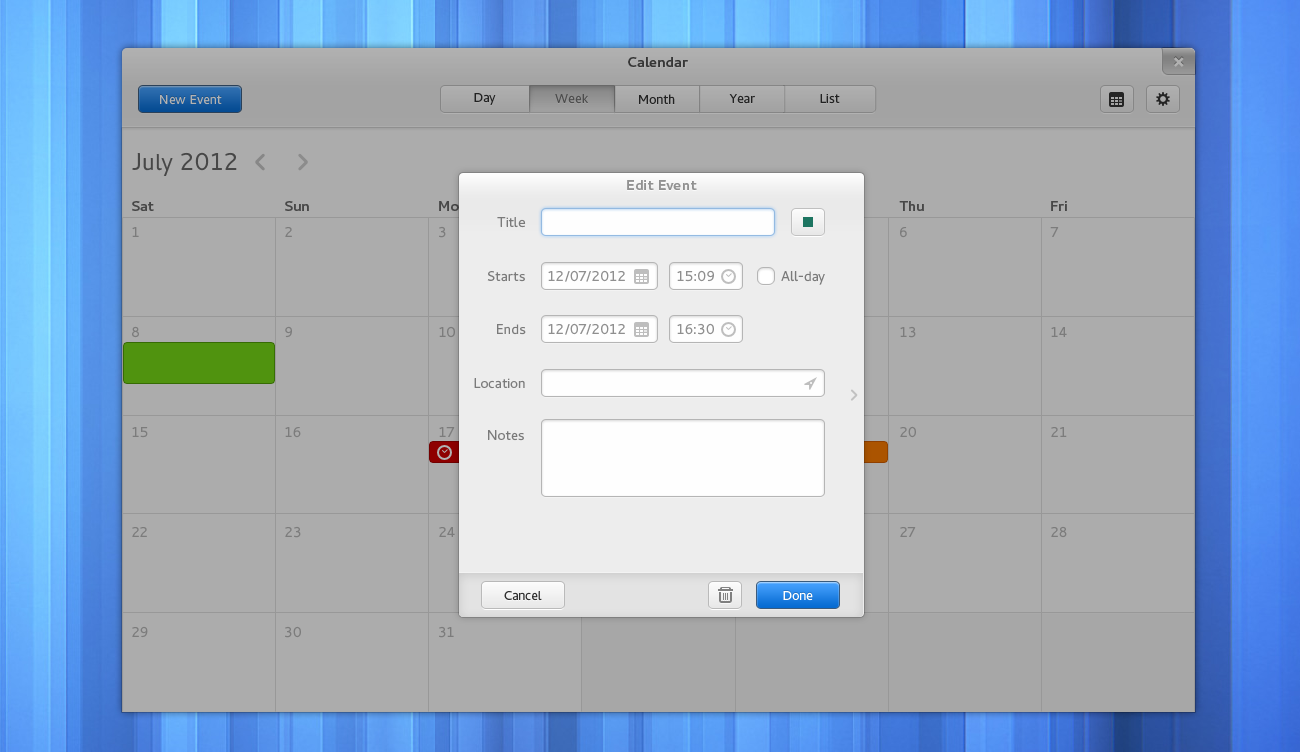 Calendar
New Event
Day
Week
Month
Year
List
July 2012
Sat
Sun
Mo
Thu
Fri
1
2
3
6
7
8
9
10
13
14
15
16
17
20
21
22
23
24
27
28
29
30
31
Edit Event
Title
Starts 12/07/2012 15:09 All-day
Ends 12/07/2012 16:30
Location
Notes
Cancel
Done